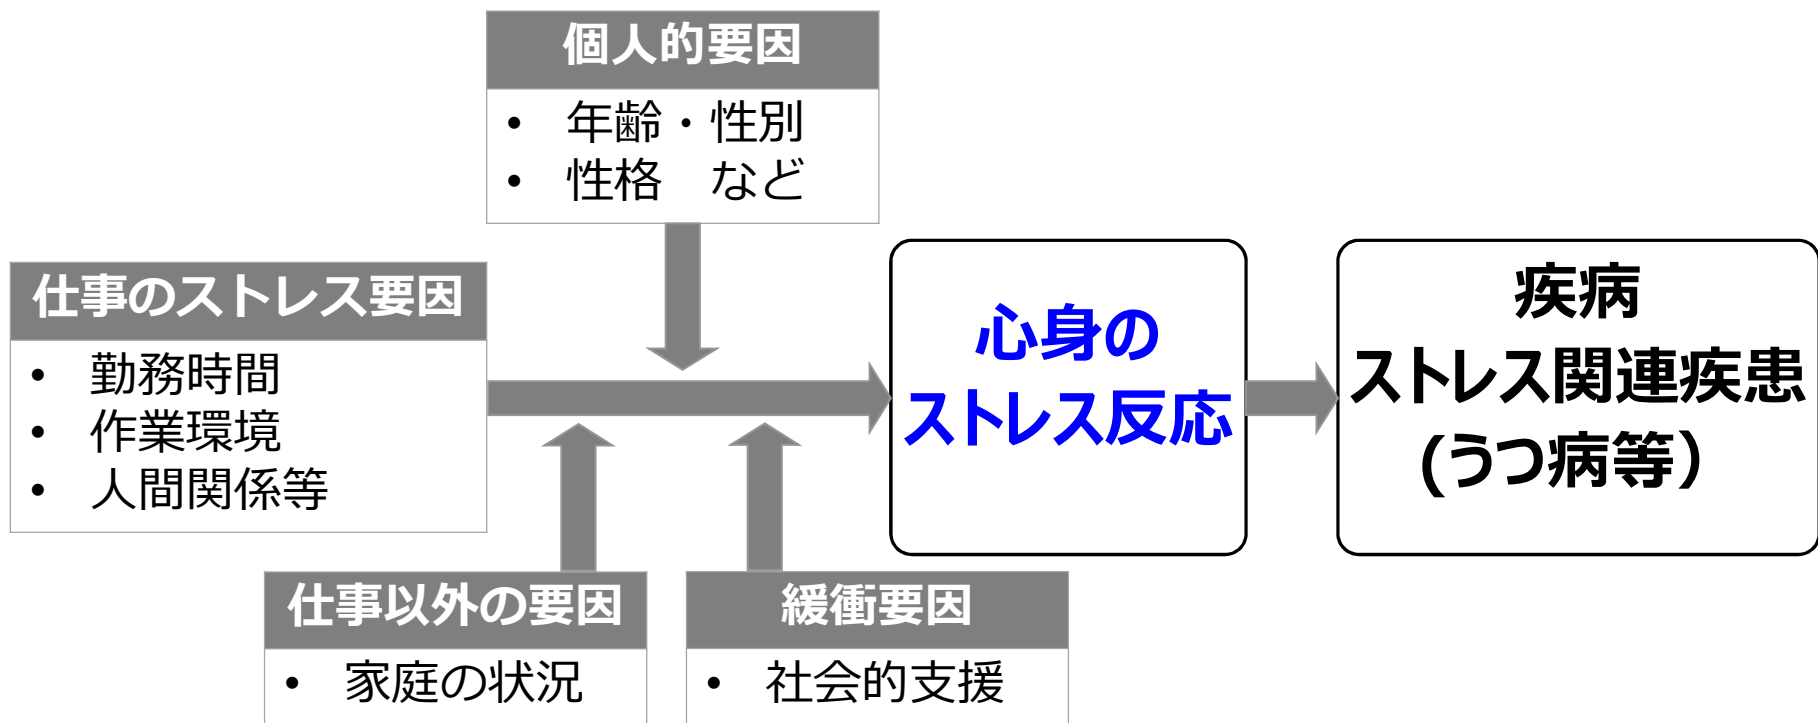 個人的要因
• 年齢・性別
• 性格　など
仕事のストレス要因
• 勤務時間
• 作業環境
• 人間関係等
心身の
ストレス反応
疾病
ストレス関連疾患
(うつ病等）
仕事以外の要因
• 家庭の状況
緩衝要因
• 社会的支援